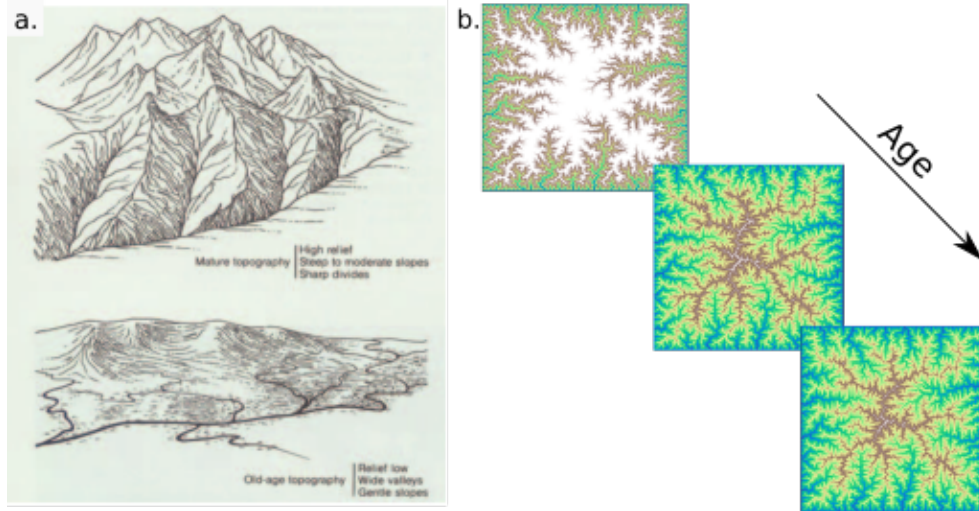 a.
Mature topography
High relief
Steep to moderate slopes
Sharp divides
Old-age topography
Relief low
Wide valleys
Gentle slopes
b.
Age